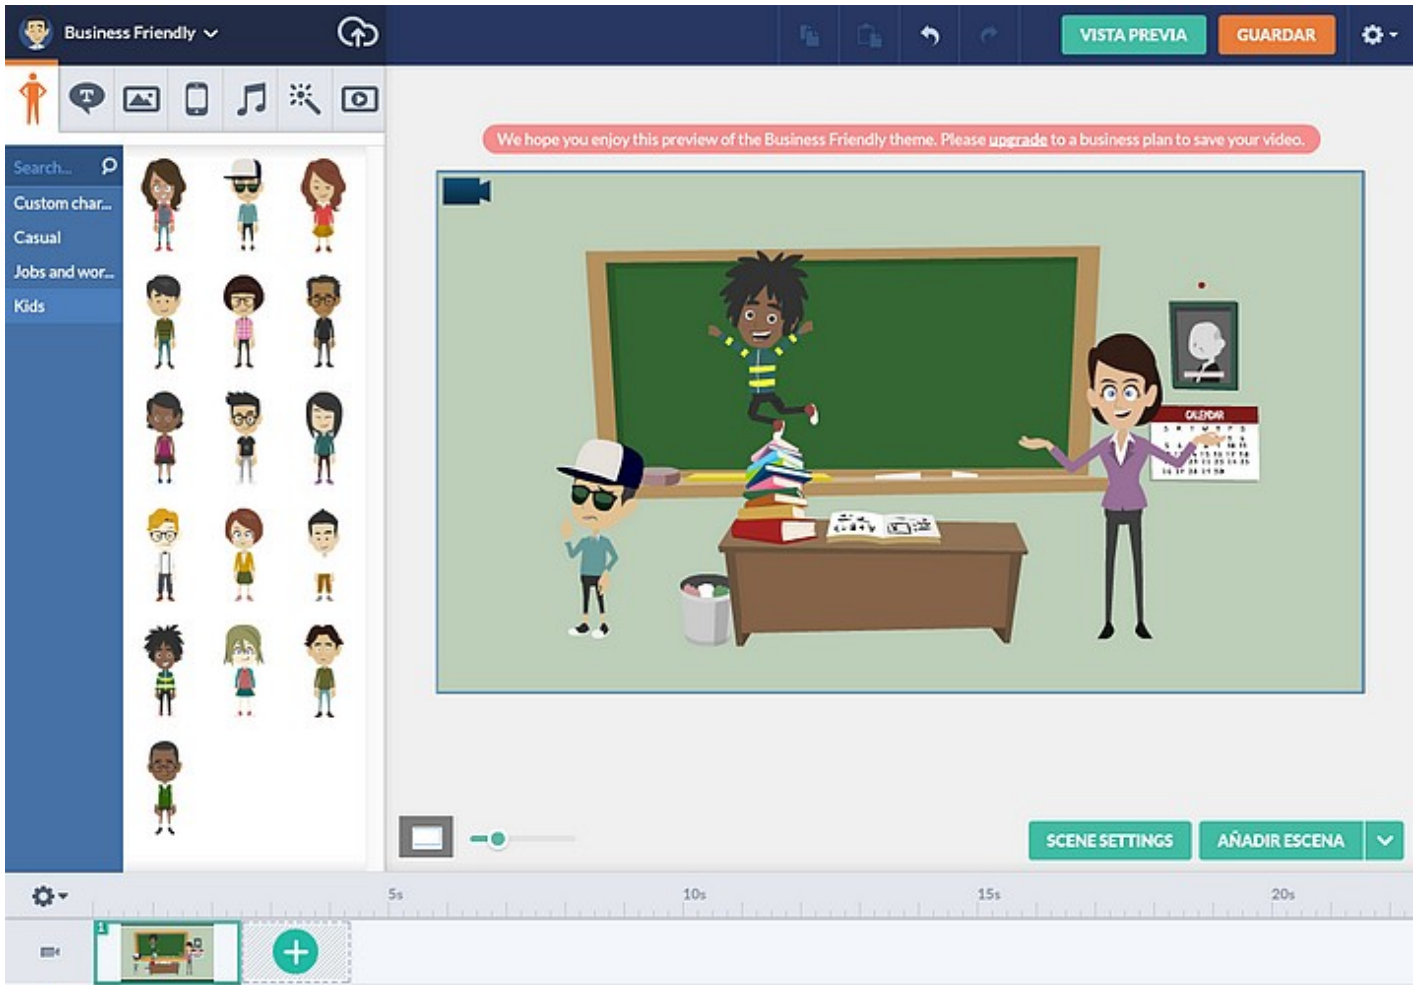 Business Friendly
VISTA PREVIA
GUARDAR
T
Search...
Custom char...
Casual
Jobs and wor...
Kids
We hope you enjoy this preview of the Business Friendly theme. Please upgrade to a business plan to save your video.
CALENDAR
SCENE SETTINGS
AÑADIR ESCENA
5s
10s
15s
20s
1